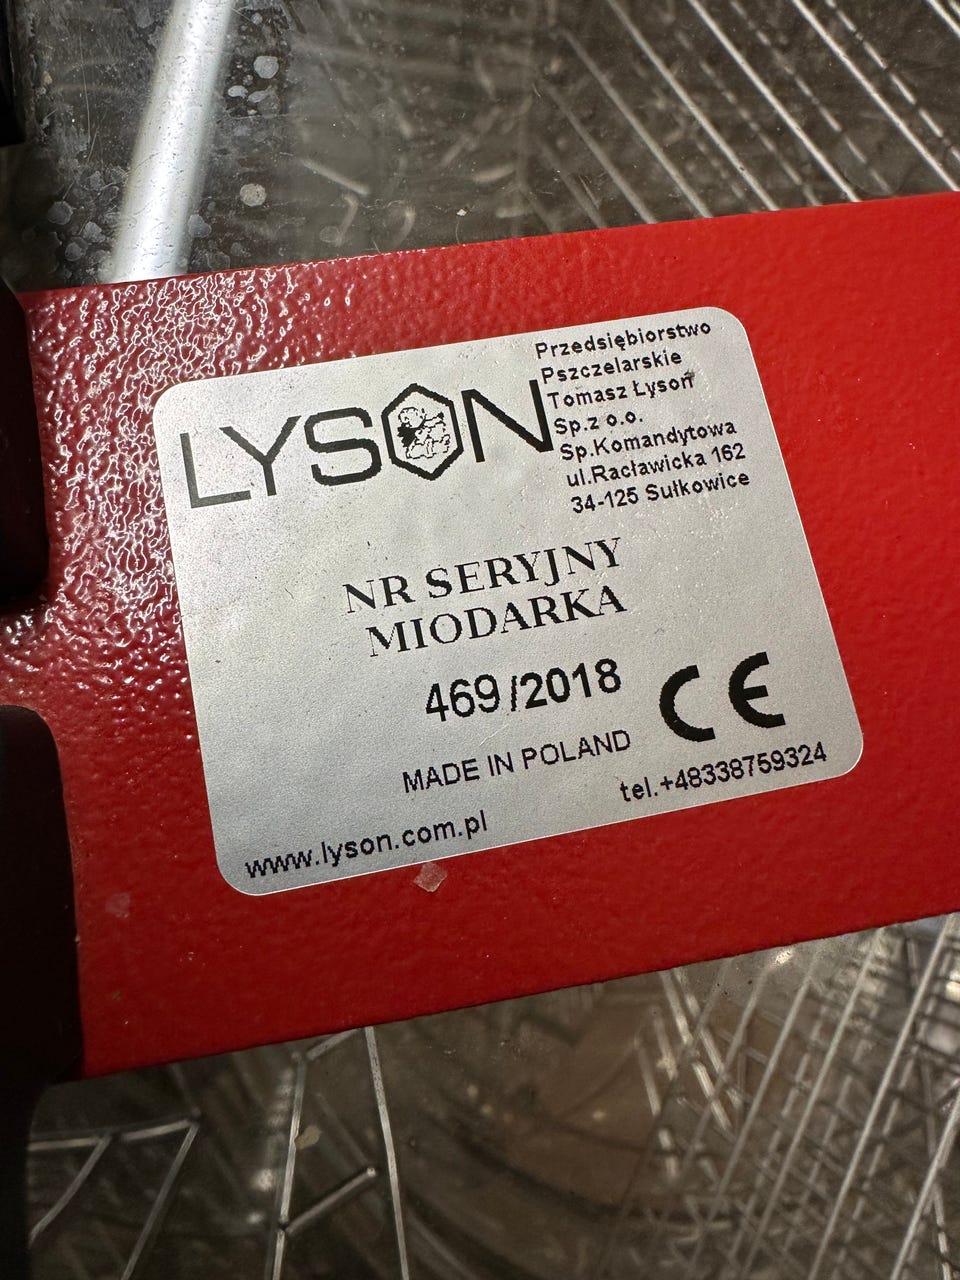 LYSON
Przedsiębiorstwo
Pszczelarskie
Tomasz Łysoń
Sp.z o.o.
Sp.Komandytowa
ul.Racławicka 162
34-125 Sułkowice
NR SERYJNY
MIODARKA
469/2018
CE
MADE IN POLAND
tel.+48338759324
www.lyson.com.pl